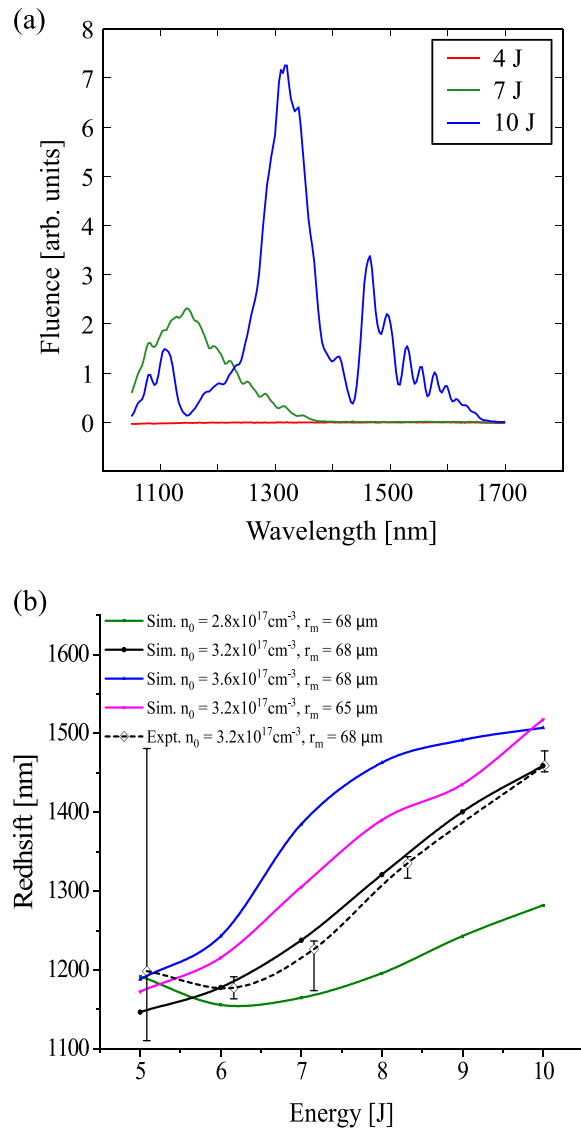 (a)
8
7
6
5
4
3
2
1
0
Fluence [arb. units]
4 J
7 J
10 J
1100 1300 1500 1700
Wavelength [nm]
(b)
Sim. n₀ = 2.8x10¹⁷cm⁻³, rₘ = 68 µm
Sim. n₀ = 3.2x10¹⁷cm⁻³, rₘ = 68 µm
Sim. n₀ = 3.6x10¹⁷cm⁻³, rₘ = 68 µm
Sim. n₀ = 3.2x10¹⁷cm⁻³, rₘ = 65 µm
Expt. n₀ = 3.2x10¹⁷cm⁻³, rₘ = 68 µm
1600
1500
1400
1300
1200
1100
Redhsift [nm]
5 6 7 8 9 10
Energy [J]